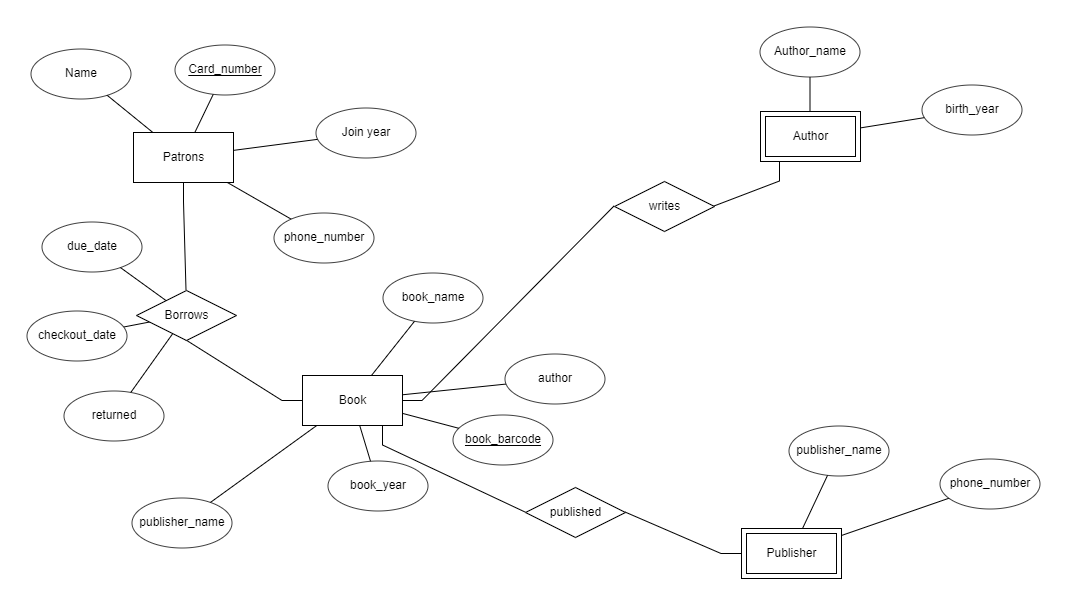 Author_name
Name
Card_number
birth_year
Join year
Author
Patrons
writes
phone_number
due_date
book_name
Borrows
checkout_date
author
Book
returned
book_barcode
publisher_name
book_year
phone_number
published
publisher_name
Publisher